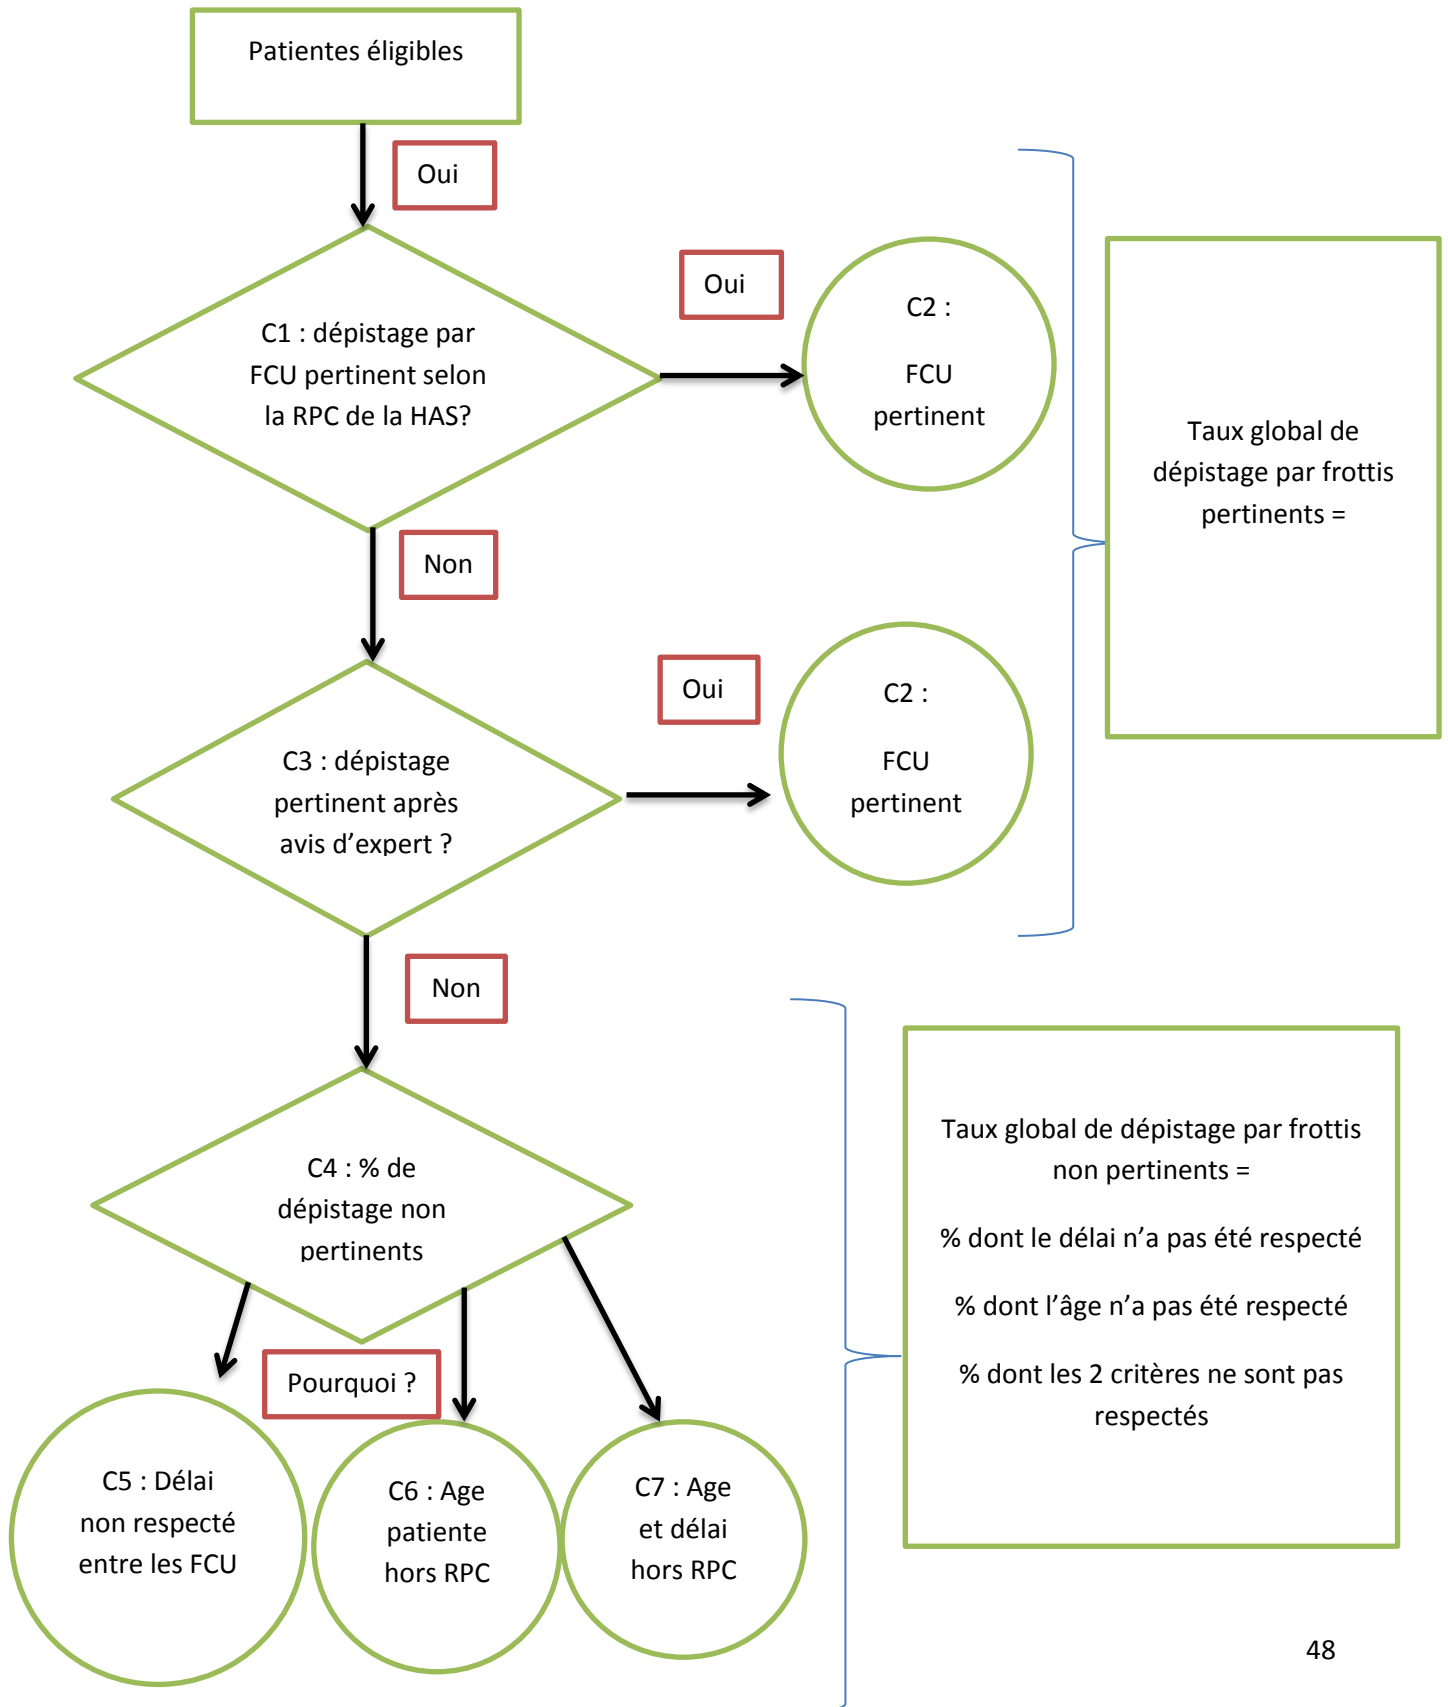 Patientes éligibles
Oui
C1 : dépistage par
FCU pertinent selon
la RPC de la HAS?
Oui
C2 :
FCU
pertinent
Taux global de
dépistage par frottis
pertinents =
Non
C3 : dépistage
pertinent après
avis d’expert ?
Oui
C2 :
FCU
pertinent
Non
C4 : % de
dépistage non
pertinents
Taux global de dépistage par frottis
non pertinents =
% dont le délai n’a pas été respecté
% dont l’âge n’a pas été respecté
% dont les 2 critères ne sont pas
respectés
Pourquoi ?
C5 : Délai
non respecté
entre les FCU
C6 : Age
patiente
hors RPC
C7 : Age
et délai
hors RPC
48